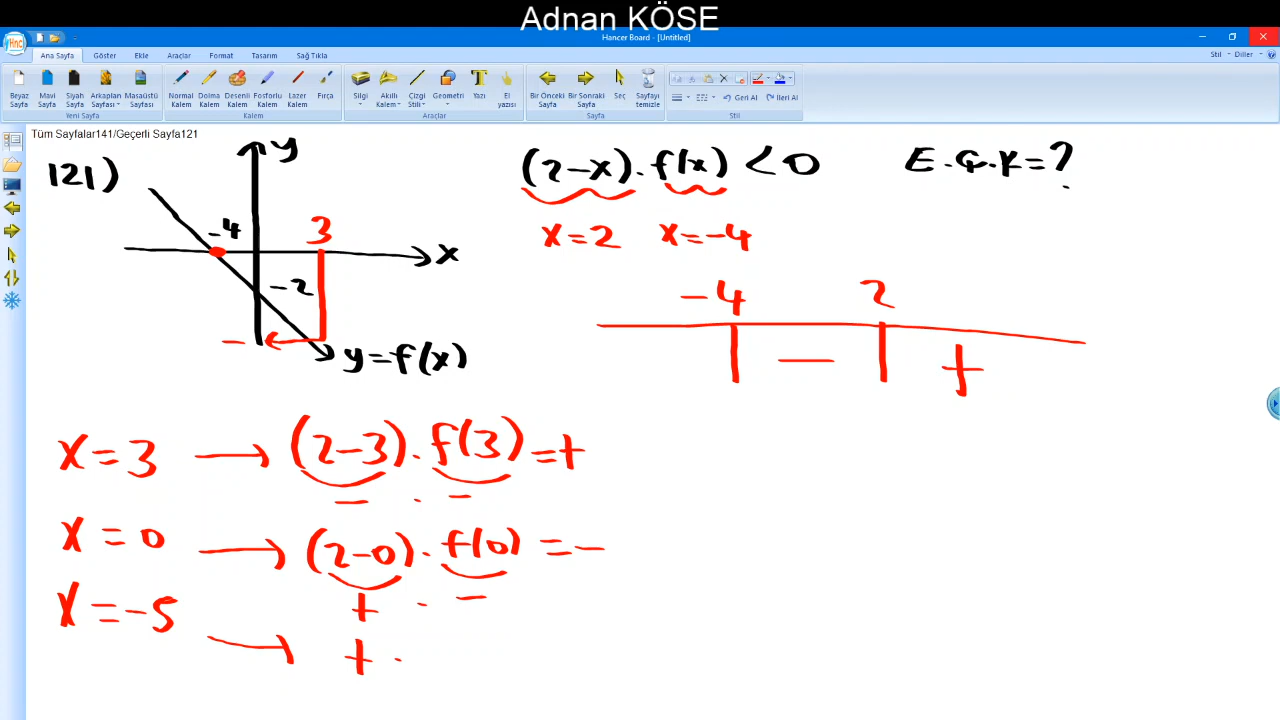 Adnan KÖSE
Hancer Board - [Untitled]
Hnc
Ana Sayfa Göster Ekle Araçlar Format Tasarım Sağ Tıkla Stil Diller
Beyaz Sayfa Mavi Sayfa Siyah Sayfa Arkaplan Sayfası Masaüstü Sayfası Normal Kalem Dolma Kalem Desenli Kalem Fosforlu Kalem Lazer Kalem Fırça Silgi Akıllı Kalem Çizgi Stili Geometri Yazı El yazısı Bir Önceki Sayfa Bir Sonraki Sayfa Seç Sayfayı temizle Geri Al İleri Al
Yeni Sayfa Kalem Araçlar Sayfa Stil
Tüm Sayfalar141/Geçerli Sayfa121
121)
y
-4
3
x
-2
-
y=f(x)
(2-x).f(x) < 0 E.Ç.K=?
x=2 x=-4
-4 2
- +
x=3 → (2-3).f(3)=+
- . -
x=0 → (2-0).f(0)=-
+ . -
x=-5 → + .